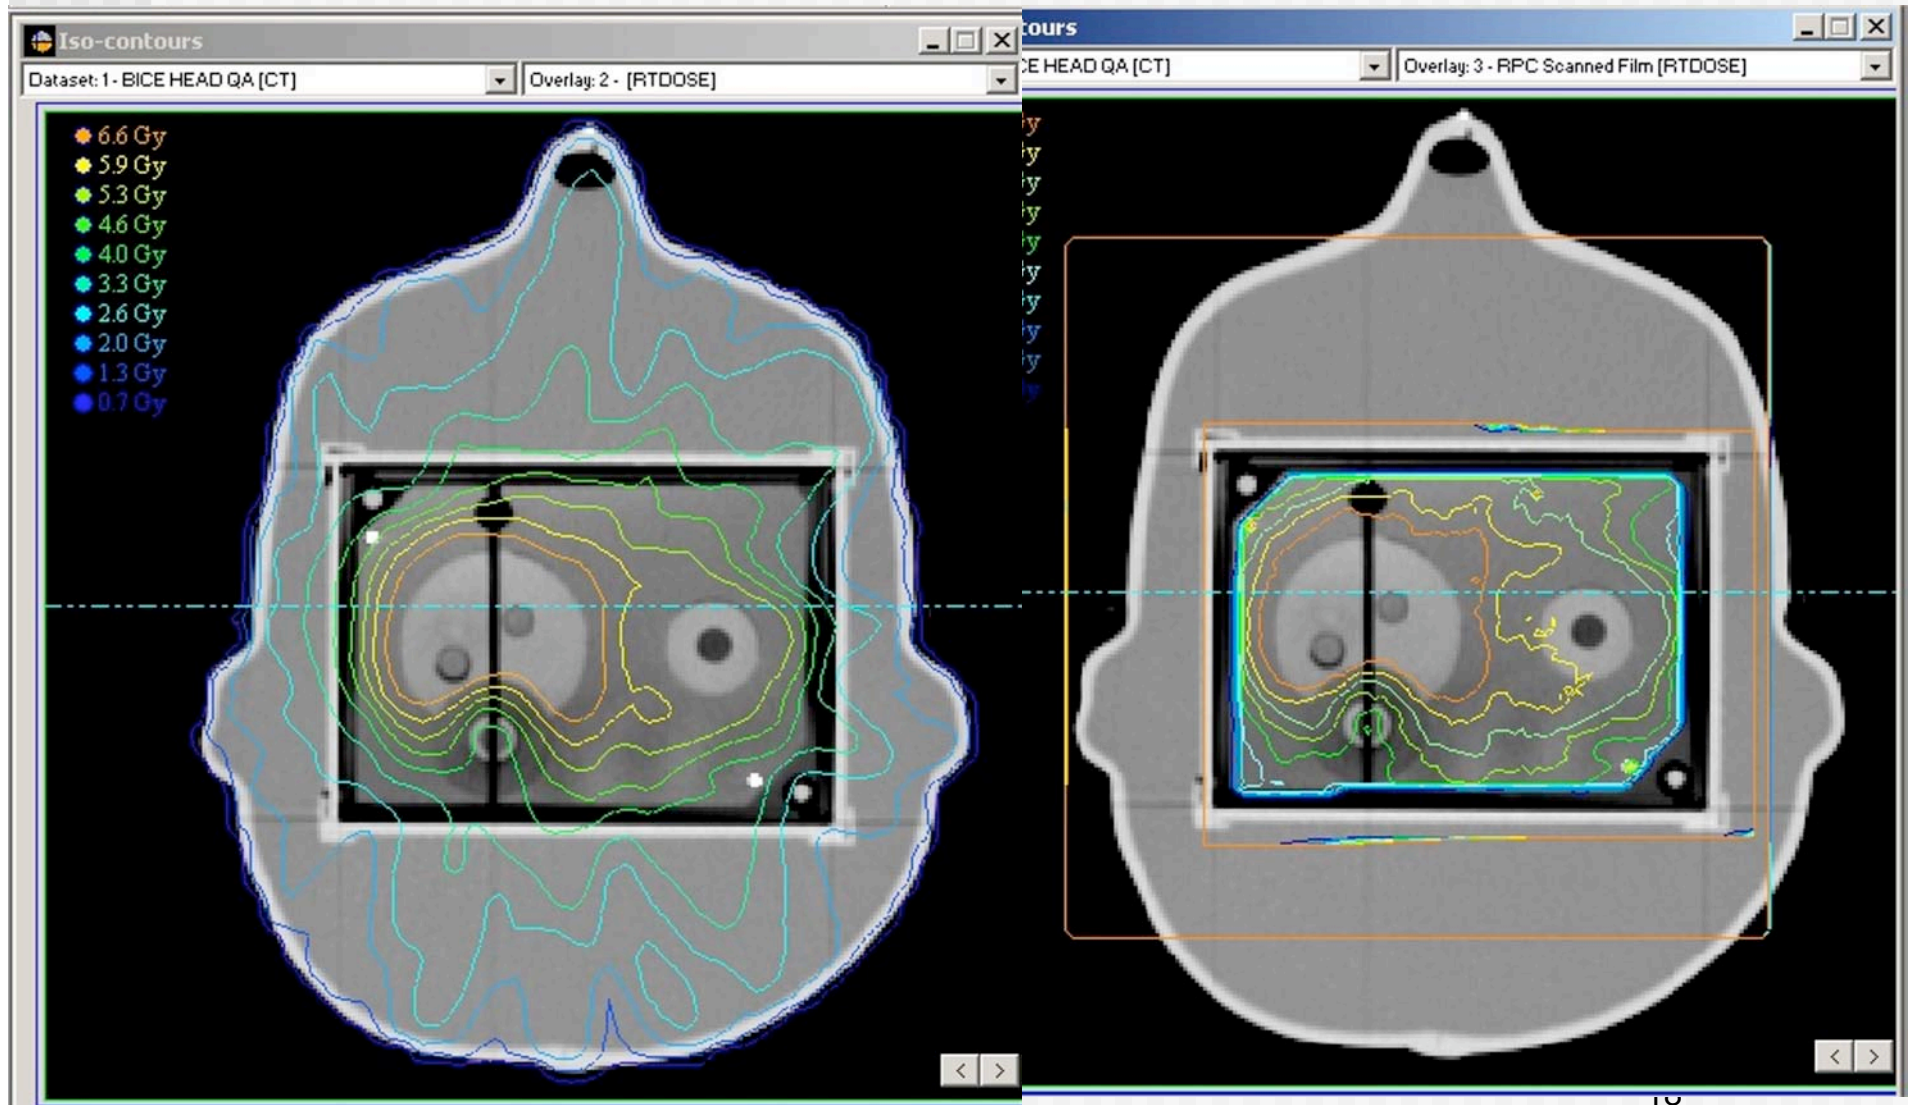 Iso-contours
Dataset: 1 - BICE HEAD QA [CT]
Overlay: 2 - [RTDOSE]
6.6 Gy
5.9 Gy
5.3 Gy
4.6 Gy
4.0 Gy
3.3 Gy
2.6 Gy
2.0 Gy
1.3 Gy
0.7 Gy
tours
CE HEAD QA [CT]
Overlay: 3 - RPC Scanned Film [RTDOSE]
y
y
y
y
y
y
y
y
y
y